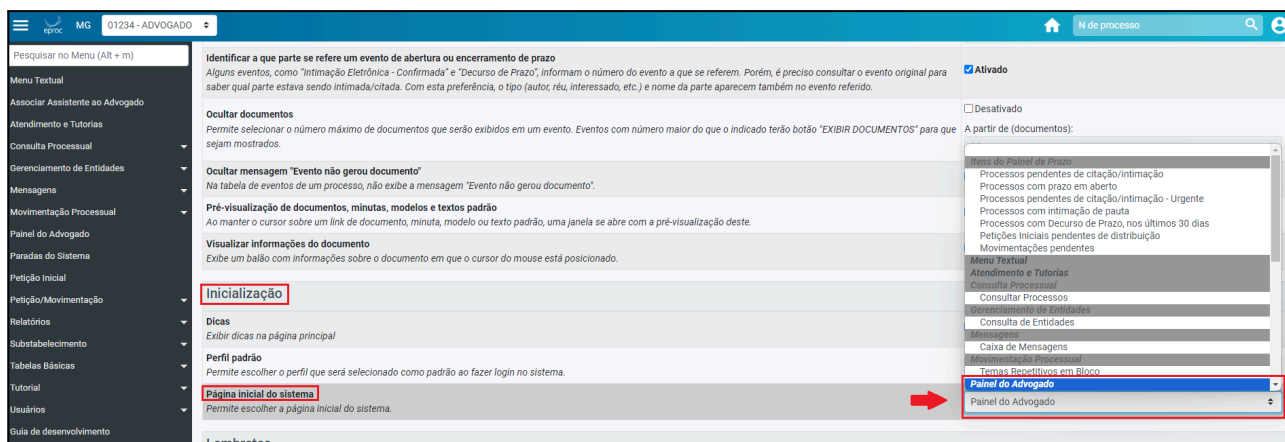 eproc
MG
01234 - ADVOGADO
N de processo
Pesquisar no Menu (Alt + m)
Menu Textual
Associar Assistente ao Advogado
Atendimento e Tutorias
Consulta Processual
Gerenciamento de Entidades
Mensagens
Movimentação Processual
Painel do Advogado
Paradas do Sistema
Petição Inicial
Petição/Movimentação
Relatórios
Substabelecimento
Tabelas Básicas
Tutorial
Usuários
Guia de desenvolvimento
Identificar a que parte se refere um evento de abertura ou encerramento de prazo
Alguns eventos, como "Intimação Eletrônica - Confirmada" e "Decurso de Prazo", informam o número do evento a que se referem. Porém, é preciso consultar o evento original para
saber qual parte estava sendo intimada/citada. Com esta preferência, o tipo (autor, réu, interessado, etc.) e nome da parte aparecem também no evento referido.
Ativado
Ocultar documentos
Permite selecionar o número máximo de documentos que serão exibidos em um evento. Eventos com número maior do que o indicado terão botão "EXIBIR DOCUMENTOS" para que
sejam mostrados.
Desativado
A partir de (documentos):
Ocultar mensagem "Evento não gerou documento"
Na tabela de eventos de um processo, não exibe a mensagem "Evento não gerou documento".
Pré-visualização de documentos, minutas, modelos e textos padrão
Ao manter o cursor sobre um link de documento, minuta, modelo ou texto padrão, uma janela se abre com a pré-visualização deste.
Visualizar informações do documento
Exibe um balão com informações sobre o documento em que o cursor do mouse está posicionado.
Inicialização
Dicas
Exibir dicas na página principal
Perfil padrão
Permite escolher o perfil que será selecionado como padrão ao fazer login no sistema.
Página inicial do sistema
Permite escolher a página inicial do sistema.
Lembretes
Itens do Painel de Prazo
Processos pendentes de citação/intimação
Processos com prazo em aberto
Processos pendentes de citação/intimação - Urgente
Processos com intimação de pauta
Processos com Decurso de Prazo, nos últimos 30 dias
Petições Iniciais pendentes de distribuição
Movimentações pendentes
Menu Textual
Atendimento e Tutorias
Consulta Processual
Consultar Processos
Gerenciamento de Entidades
Consulta de Entidades
Mensagens
Caixa de Mensagens
Movimentação Processual
Temas Repetitivos em Bloco
Painel do Advogado
Painel do Advogado